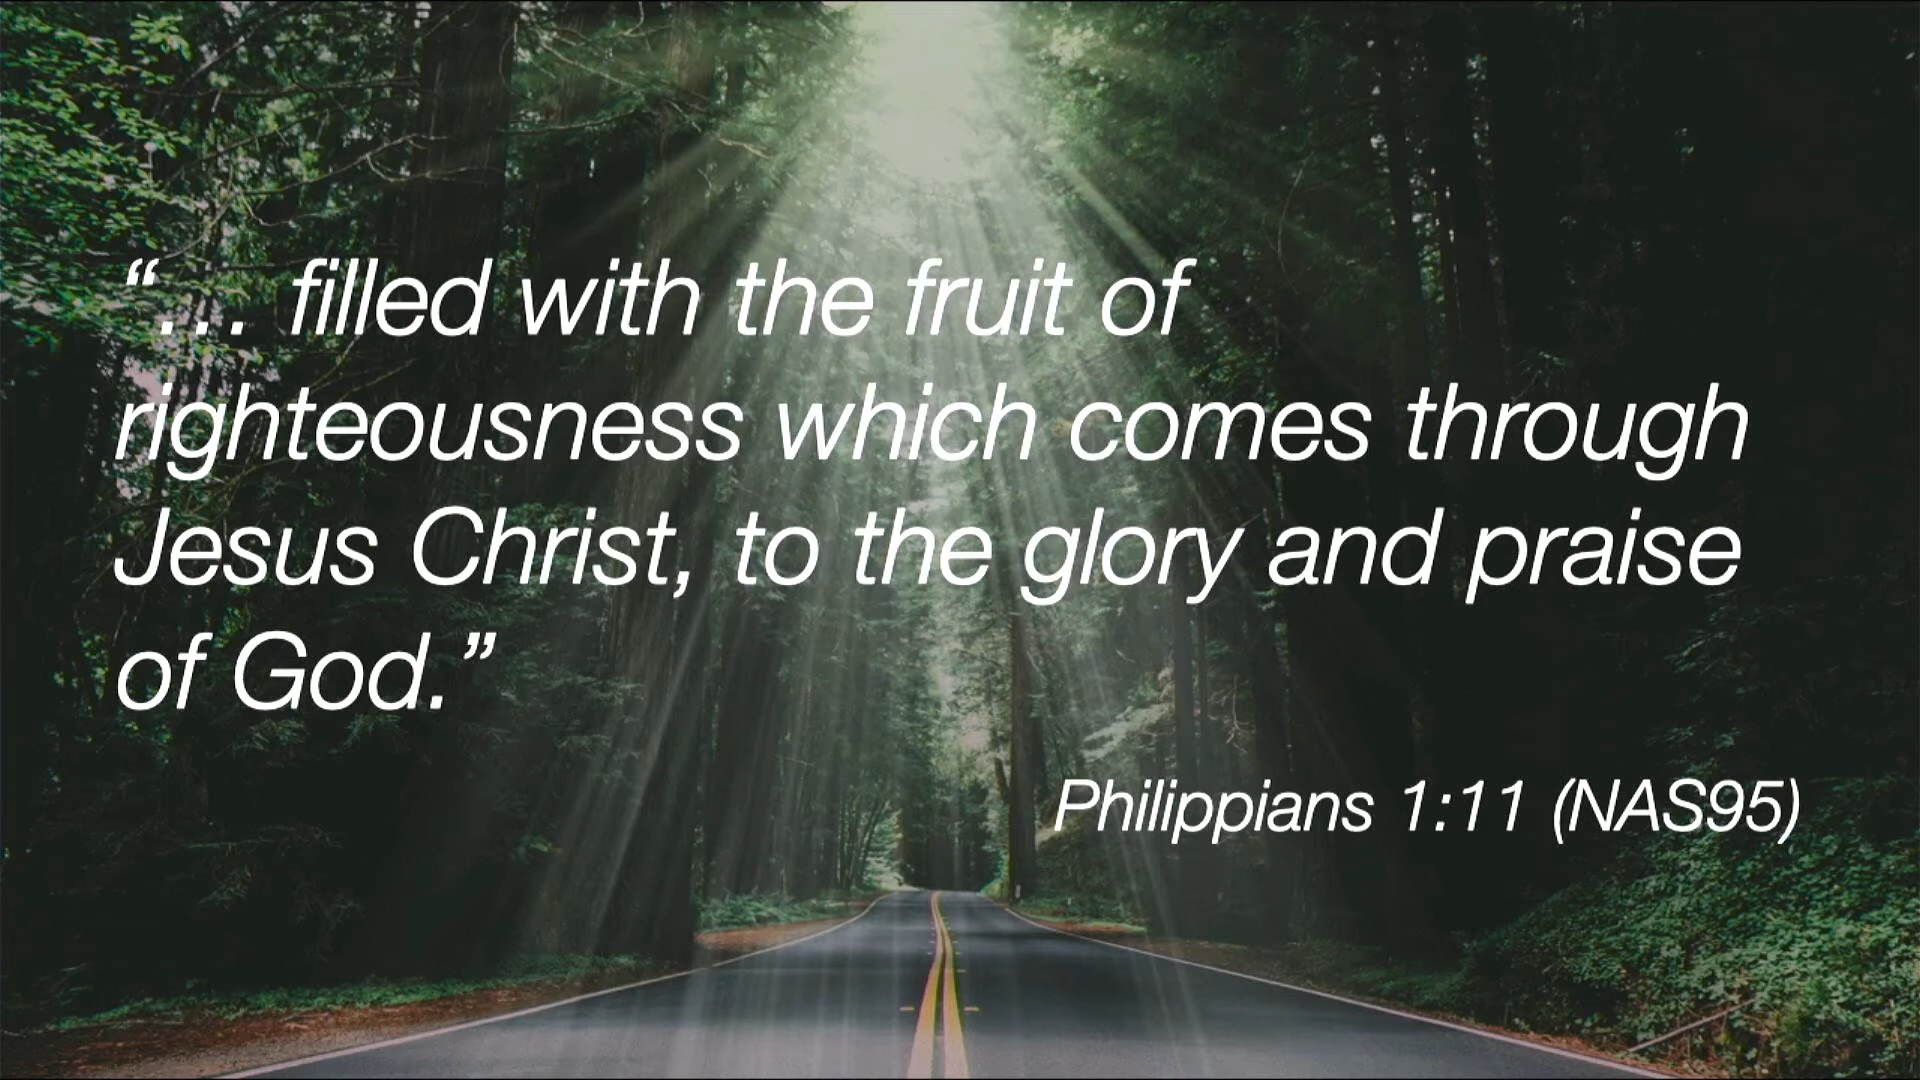 “… filled with the fruit of
righteousness which comes through
Jesus Christ, to the glory and praise
of God.”
Philippians 1:11 (NAS95)